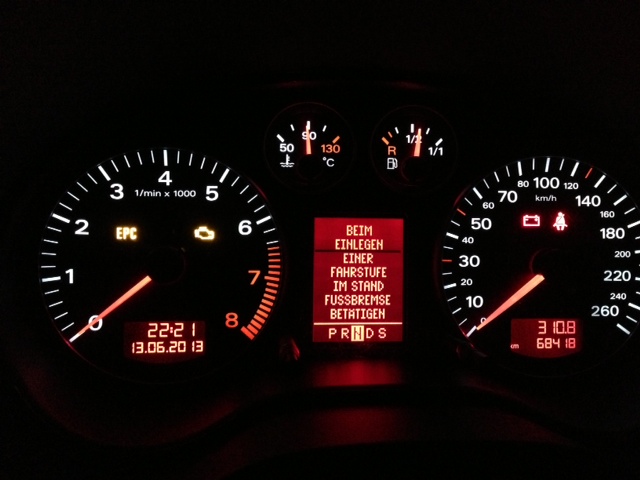 50 90 130
°C
R 1/2 1/1
0 1 2 3 4 5 6 7 8
1/min x 1000
EPC
22:21
13.06.2013
BEIM
EINLEGEN
EINER
FAHRSTUFE
IM STAND
FUSSBREMSE
BETÄTIGEN
P R N D S
0 10 20 30 40 50 60 70 80 100 120 140 160 180 200 220 240 260
km/h
310.8
km 68418